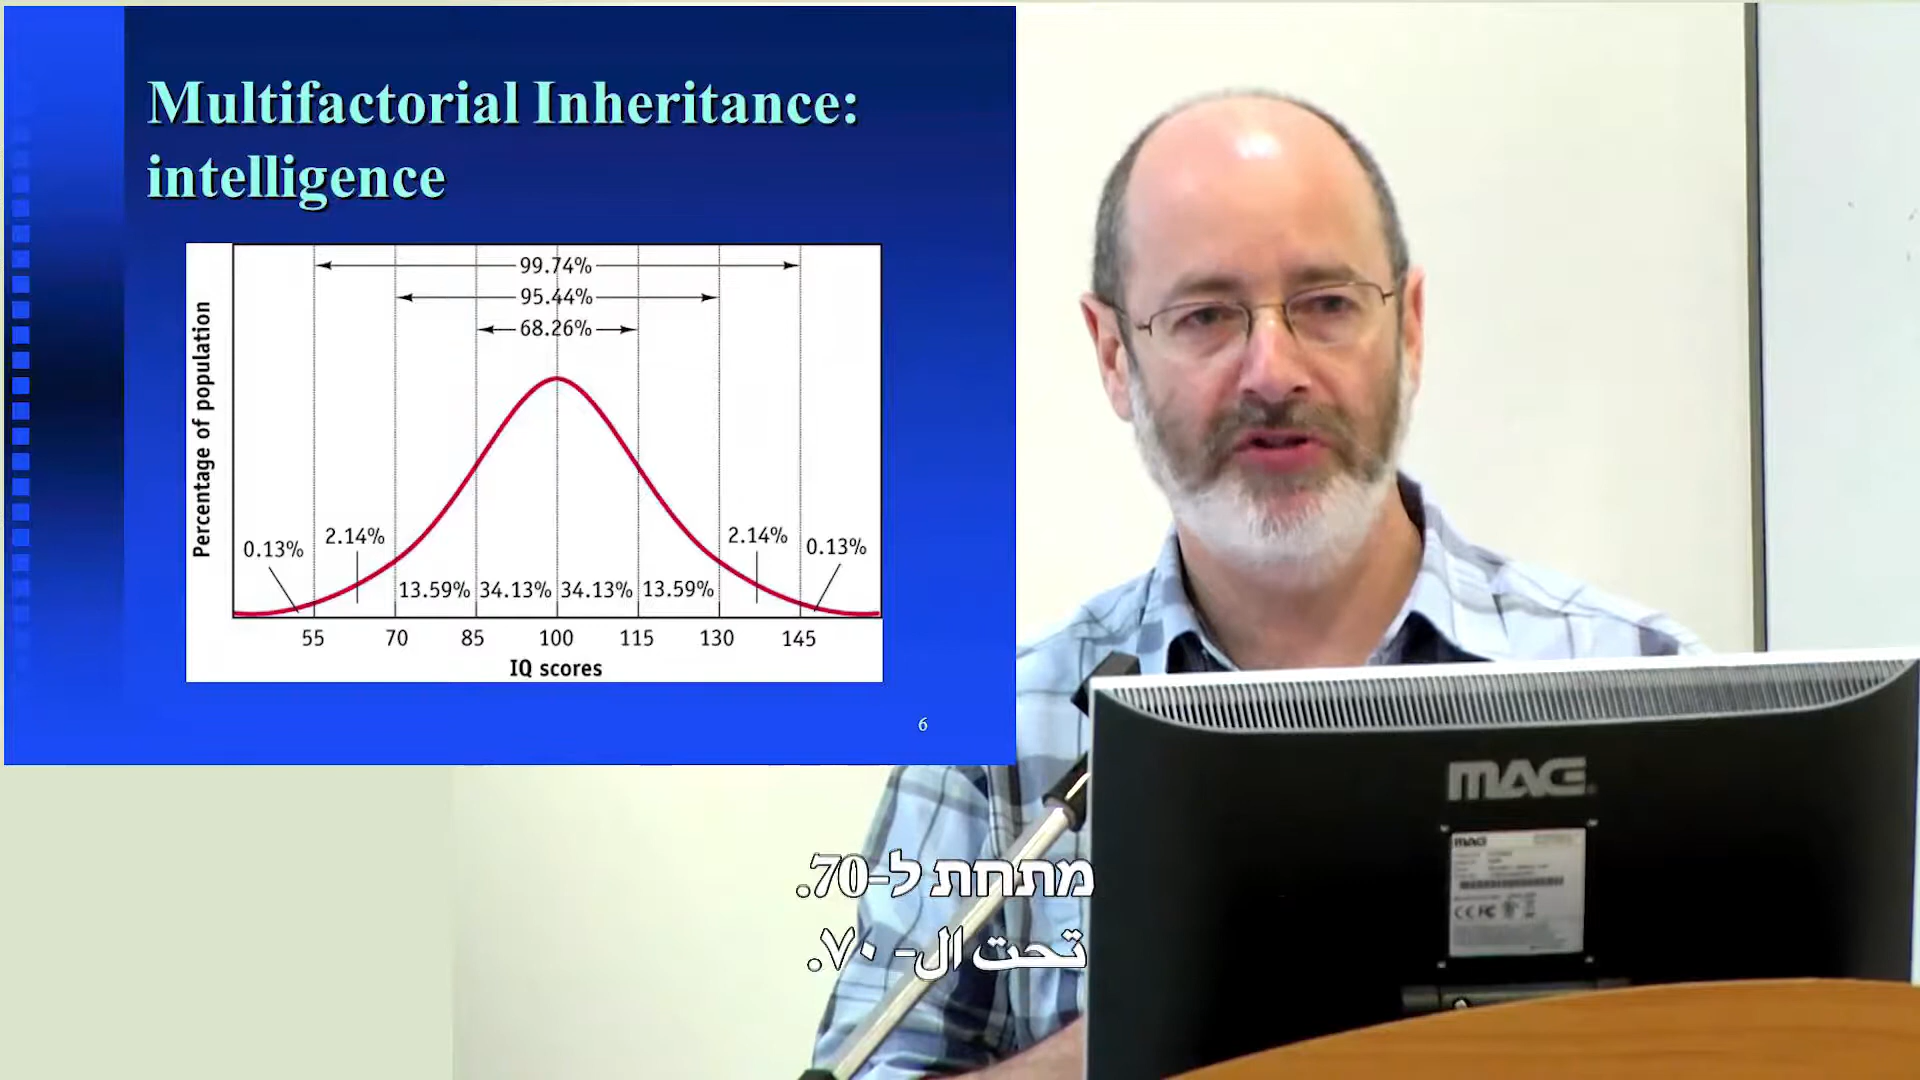 Multifactorial Inheritance:
intelligence
99.74%
95.44%
68.26%
Percentage of population
0.13%
2.14%
2.14%
0.13%
13.59% 34.13% 34.13% 13.59%
55 70 85 100 115 130 145
IQ scores
6
MAG
MAG
מתחת ל-70.
تحت ال- ٧٠.